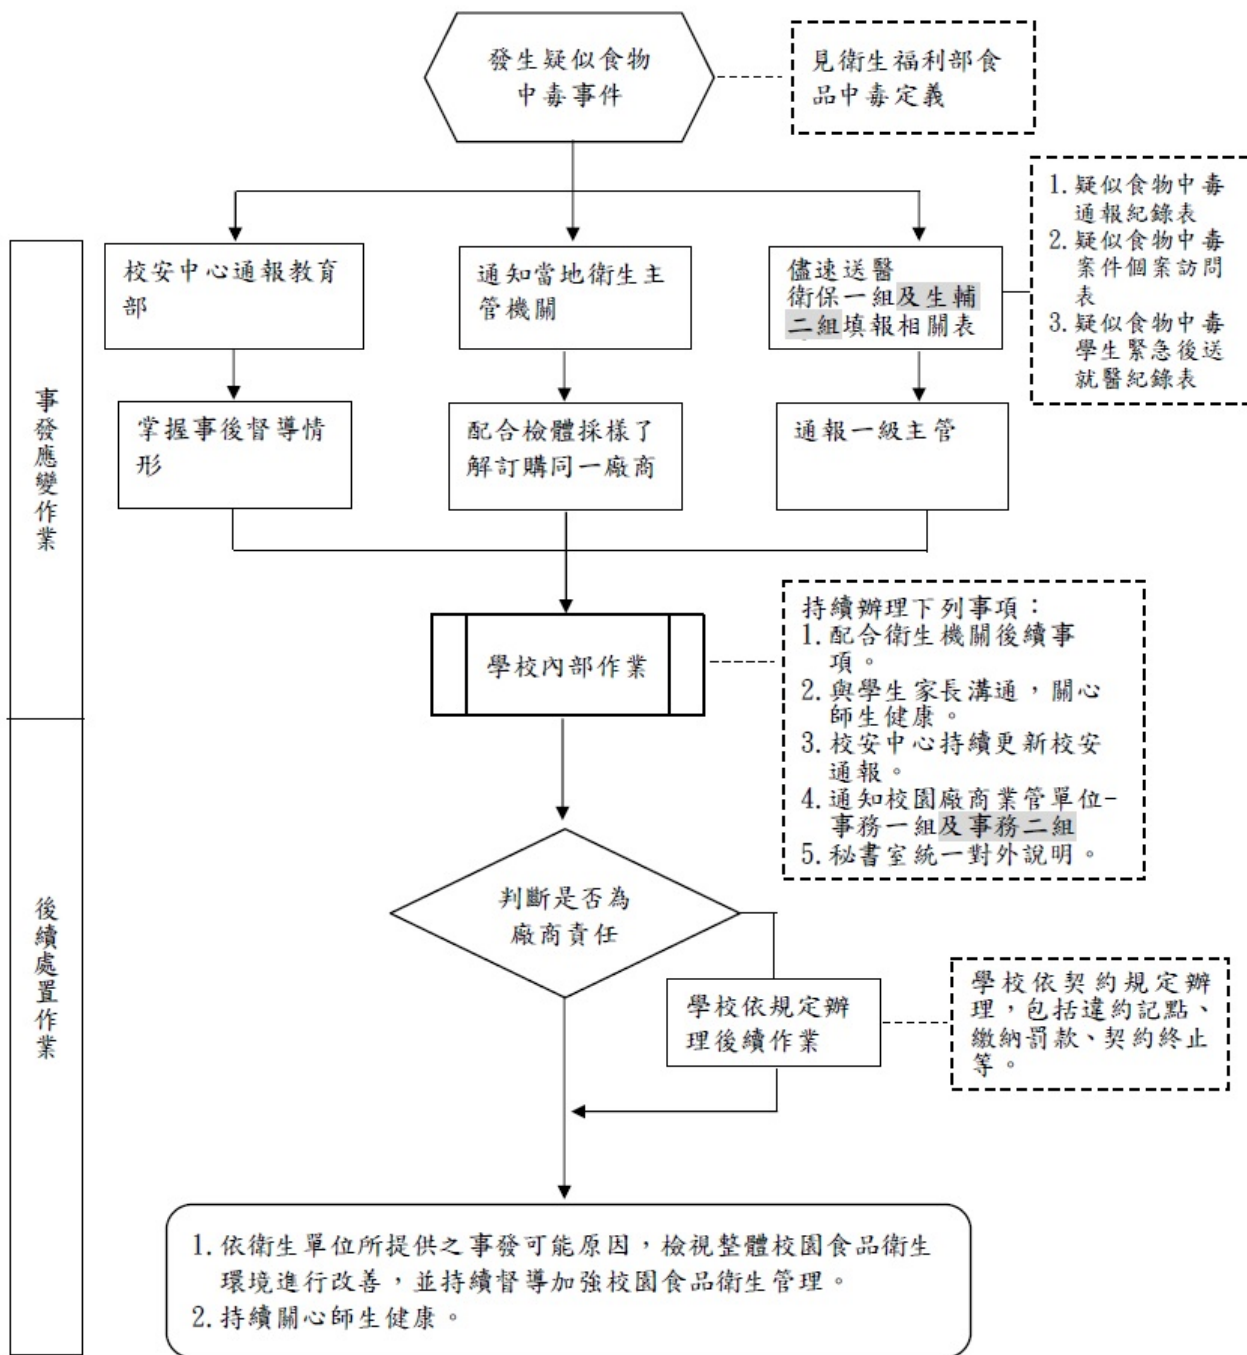 發生疑似食物
中毒事件
見衛生福利部食
品中毒定義
1.疑似食物中毒
通報紀錄表
2.疑似食物中毒
案件個案訪問
表
3.疑似食物中毒
學生緊急後送
就醫紀錄表
事發應變作業
校安中心通報教育
部
通知當地衛生主
管機關
儘速送醫
衛保一組及生輔
二組填報相關表
掌握事後督導情
形
配合檢體採樣了
解訂購同一廠商
通報一級主管
學校內部作業
持續辦理下列事項：
1.配合衛生機關後續事
項。
2.與學生家長溝通，關心
師生健康。
3.校安中心持續更新校安
通報。
4.通知校園廠商業管單位-
事務一組及事務二組
5.秘書室統一對外說明。
後續處置作業
判斷是否為
廠商責任
學校依規定辦
理後續作業
學校依契約規定辦
理，包括違約記點、
繳納罰款、契約終止
等。
1.依衛生單位所提供之事發可能原因，檢視整體校園食品衛生
環境進行改善，並持續督導加強校園食品衛生管理。
2.持續關心師生健康。